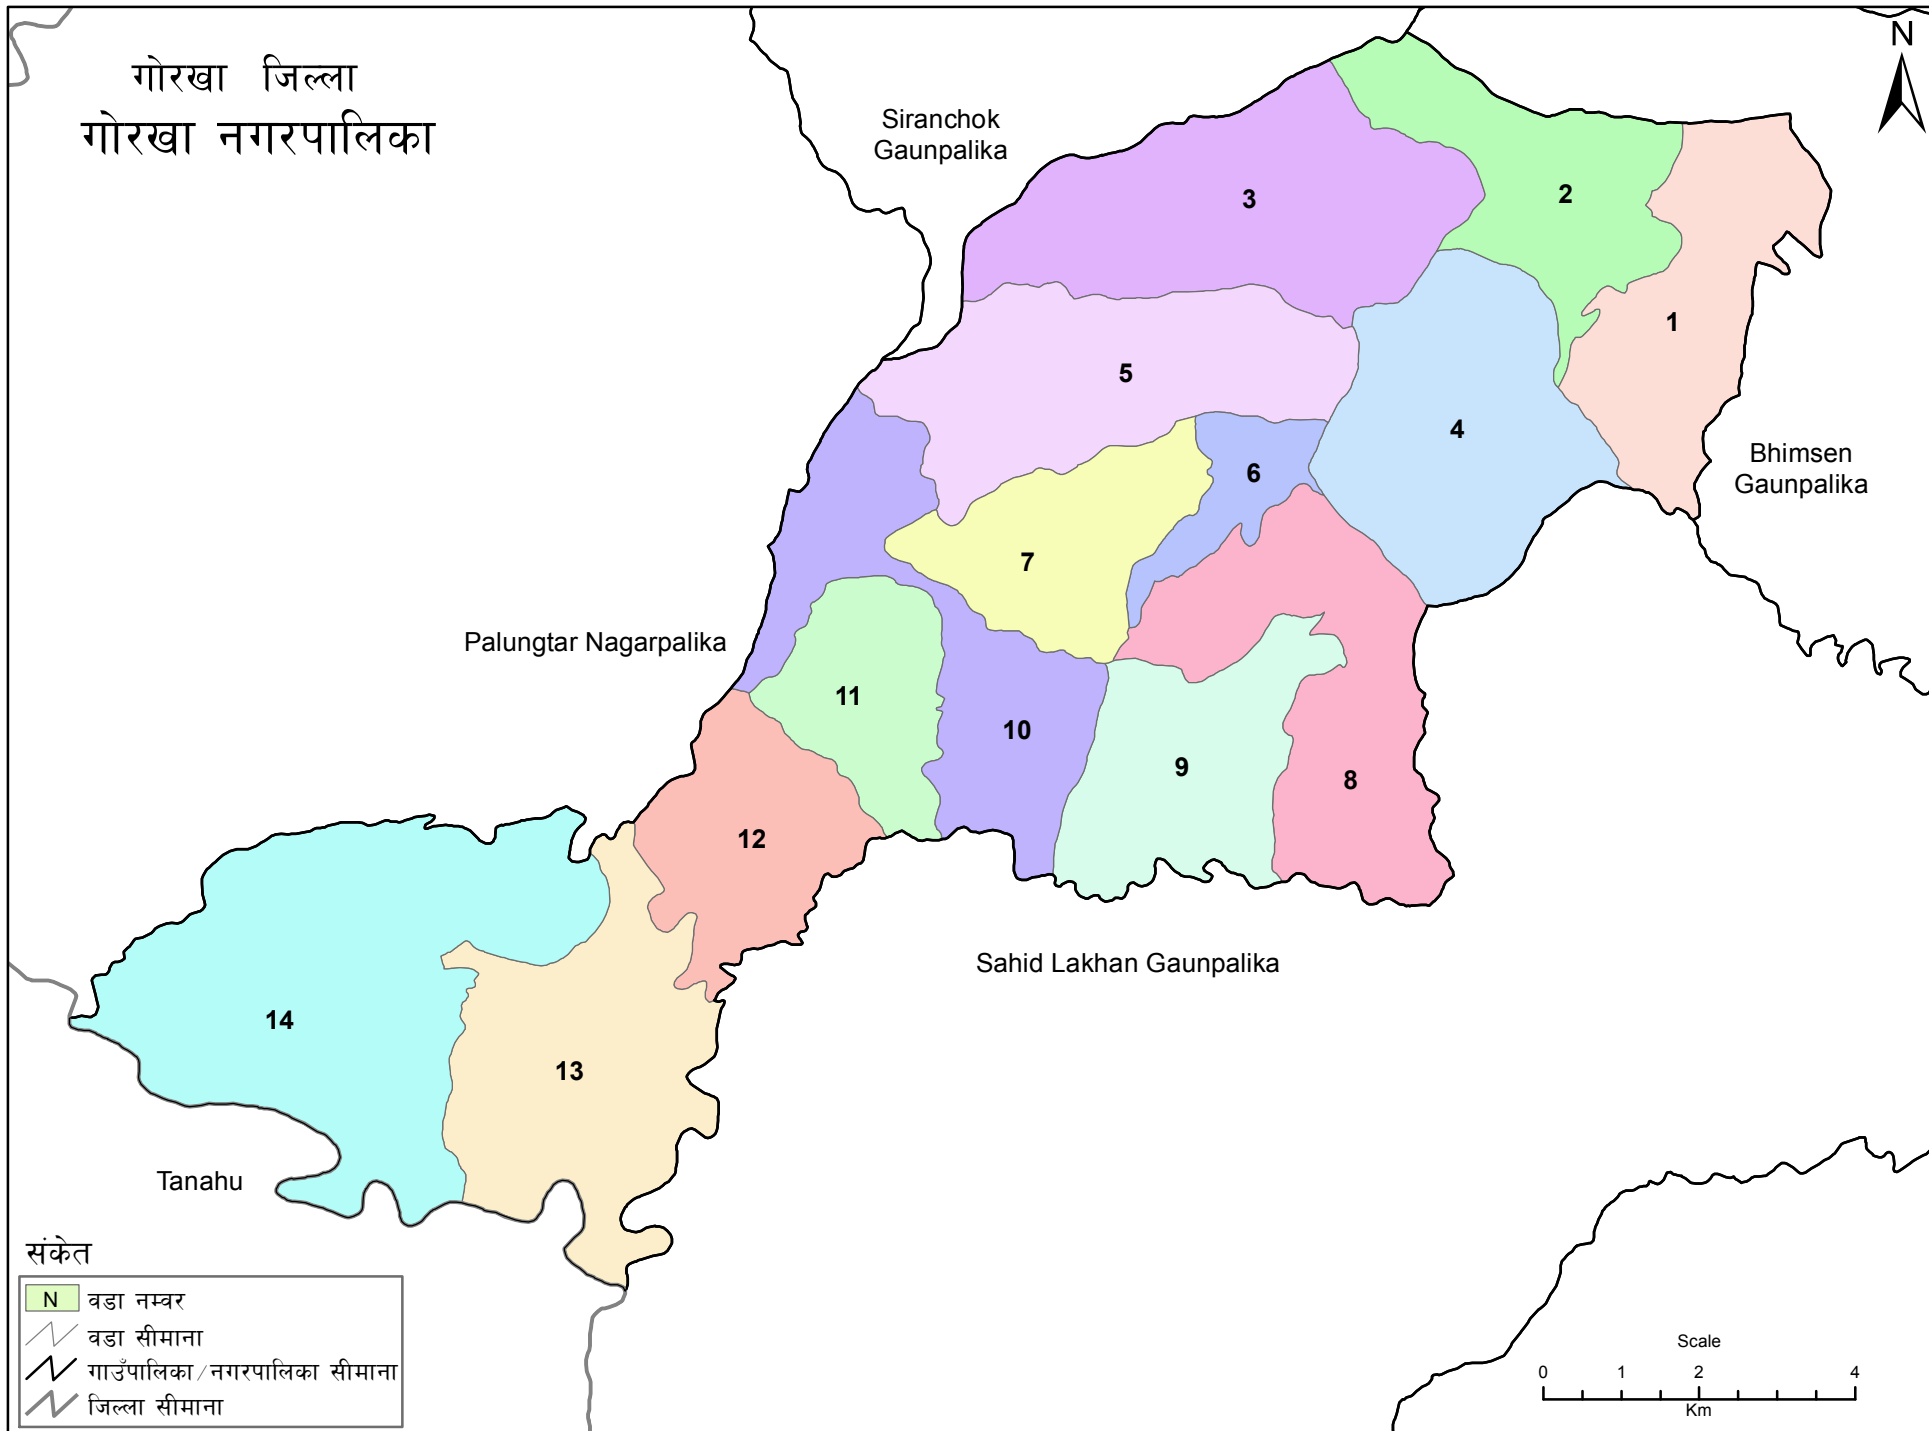 गोरखा जिल्ला
गोरखा नगरपालिका
N
Siranchok
Gaunpalika
3
2
1
5
4
6
Bhimsen
Gaunpalika
7
Palungtar Nagarpalika
11
10
9
8
12
Sahid Lakhan Gaunpalika
14
13
Tanahu
संकेत
N वडा नम्वर
वडा सीमाना
गाउँपालिका/नगरपालिका सीमाना
जिल्ला सीमाना
Scale
0 1 2 4
Km